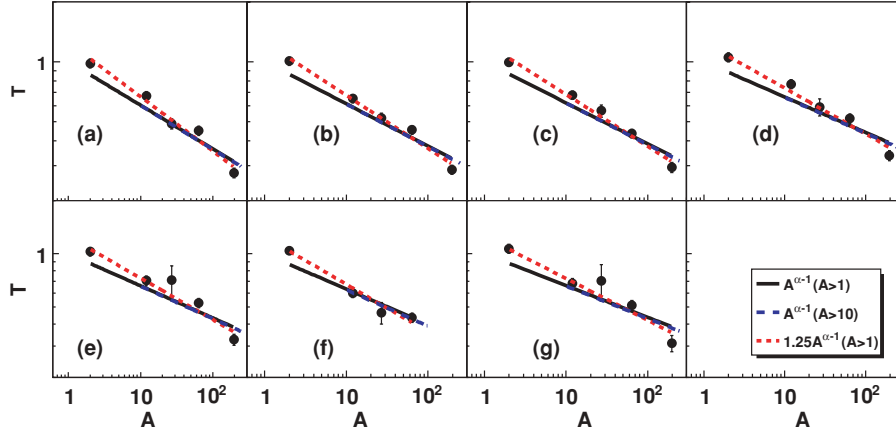 1
T
(a)
(b)
(c)
(d)
1
T
(e)
(f)
(g)
A^{α-1}(A>1)
A^{α-1}(A>10)
1.25A^{α-1}(A>1)
1 10 10² 1 10 10² 1 10 10² 1 10 10²
A A A A